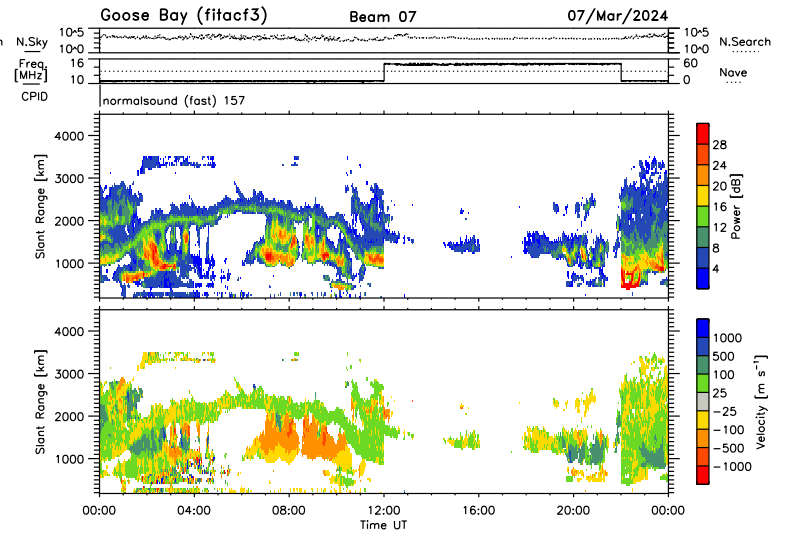 Goose Bay (fitacf3) Beam 07 07/Mar/2024
N.Sky 10^5 10^5 N.Search
10^0 10^0
Freq. 16 60 Nave
[MHz] 10 0
CPID normalsound (fast) 157
4000
3000
2000
1000
Slant Range [km]
28
24
20
16
12
8
4
Power [dB]
4000
3000
2000
1000
Slant Range [km]
1000
500
100
25
-25
-100
-500
-1000
Velocity [m s⁻¹]
00:00 04:00 08:00 12:00 16:00 20:00 00:00
Time UT